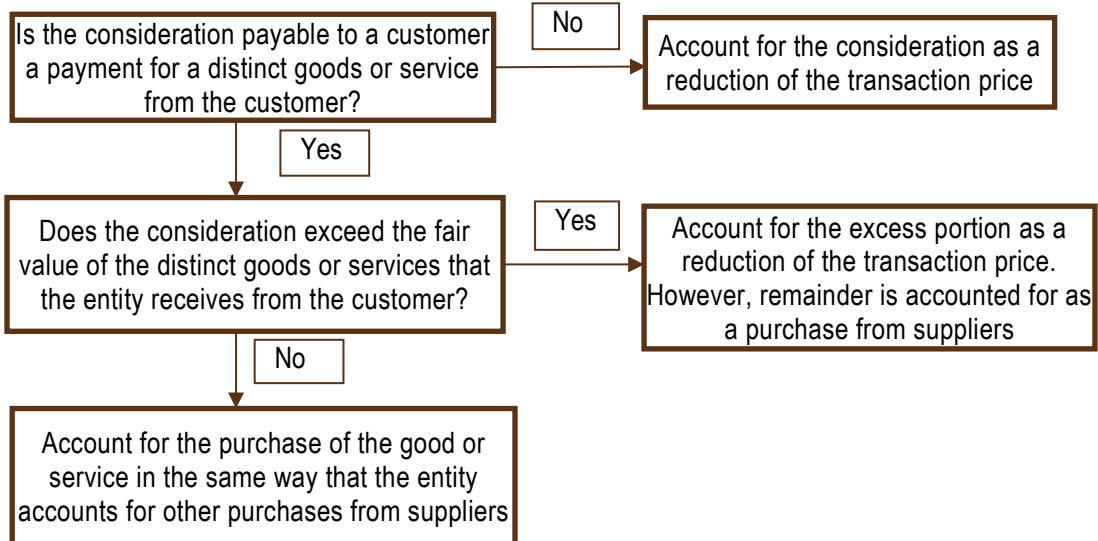 Is the consideration payable to a customer
a payment for a distinct goods or service
from the customer?
No
Account for the consideration as a
reduction of the transaction price
Yes
Does the consideration exceed the fair
value of the distinct goods or services that
the entity receives from the customer?
Yes
Account for the excess portion as a
reduction of the transaction price.
However, remainder is accounted for as
a purchase from suppliers
No
Account for the purchase of the good or
service in the same way that the entity
accounts for other purchases from suppliers